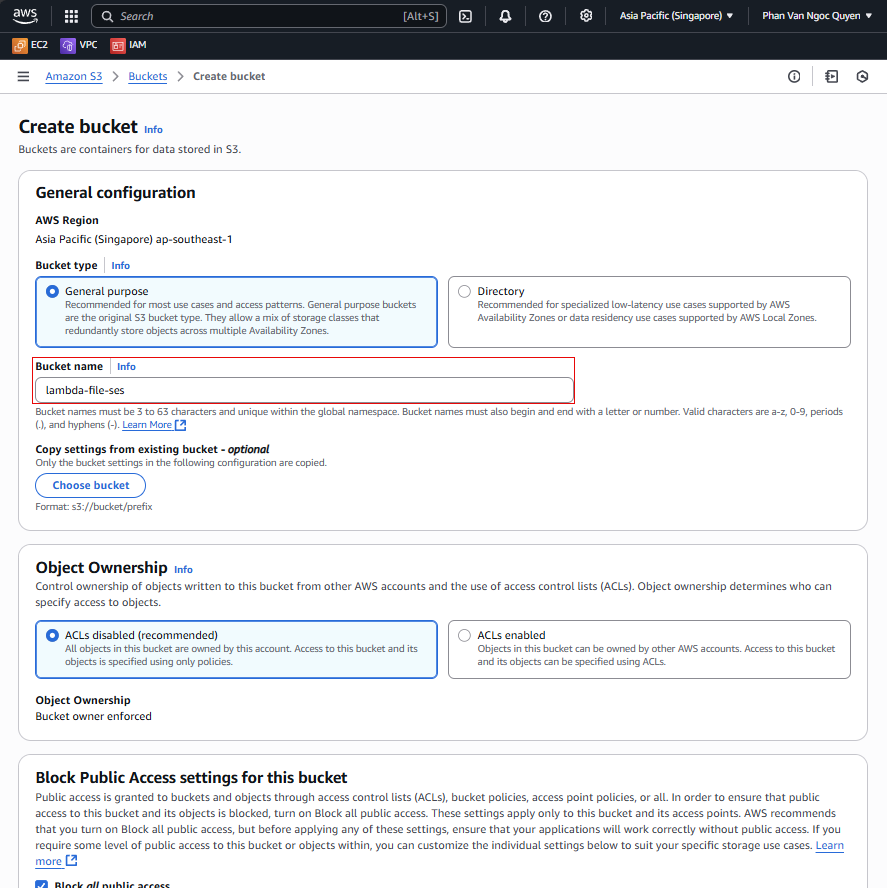 aws
Search [Alt+S] Asia Pacific (Singapore) Phan Van Ngoc Quyen
EC2 VPC IAM
Amazon S3 Buckets Create bucket
Create bucket Info
Buckets are containers for data stored in S3.
General configuration
AWS Region
Asia Pacific (Singapore) ap-southeast-1
Bucket type Info
General purpose
Recommended for most use cases and access patterns. General purpose buckets
are the original S3 bucket type. They allow a mix of storage classes that
redundantly store objects across multiple Availability Zones.
Directory
Recommended for specialized low-latency use cases supported by AWS
Availability Zones or data residency use cases supported by AWS Local Zones.
Bucket name Info
lambda-file-ses
Bucket names must be 3 to 63 characters and unique within the global namespace. Bucket names must also begin and end with a letter or number. Valid characters are a-z, 0-9, periods
(.), and hyphens (-). Learn More
Copy settings from existing bucket - optional
Only the bucket settings in the following configuration are copied.
Choose bucket
Format: s3://bucket/prefix
Object Ownership Info
Control ownership of objects written to this bucket from other AWS accounts and the use of access control lists (ACLs). Object ownership determines who can
specify access to objects.
ACLs disabled (recommended)
All objects in this bucket are owned by this account. Access to this bucket and its
objects is specified using only policies.
ACLs enabled
Objects in this bucket can be owned by other AWS accounts. Access to this bucket
and its objects can be specified using ACLs.
Object Ownership
Bucket owner enforced
Block Public Access settings for this bucket
Public access is granted to buckets and objects through access control lists (ACLs), bucket policies, access point policies, or all. In order to ensure that public
access to this bucket and its objects is blocked, turn on Block all public access. These settings apply only to this bucket and its access points. AWS recommends
that you turn on Block all public access, but before applying any of these settings, ensure that your applications will work correctly without public access. If you
require some level of public access to this bucket or objects within, you can customize the individual settings below to suit your specific storage use cases. Learn
more
Block all public access